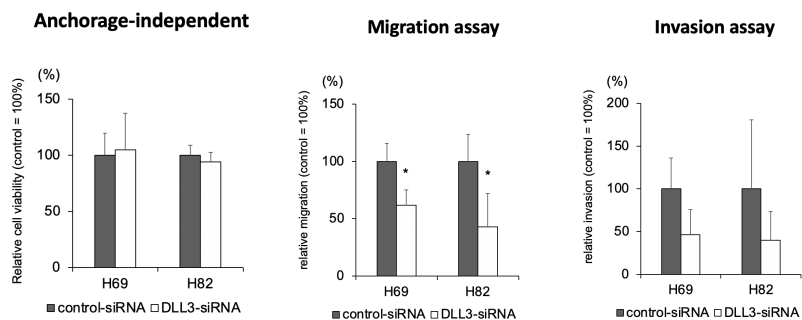 Anchorage-independent
(%)
Relative cell viability (control = 100%)
150
100
50
0
H69 H82
control-siRNA DLL3-siRNA
Migration assay
(%)
relative migration (control = 100%)
150
100
50
0
* *
H69 H82
control-siRNA DLL3-siRNA
Invasion assay
(%)
relative invasion (control = 100%)
200
150
100
50
0
H69 H82
control-siRNA DLL3-siRNA